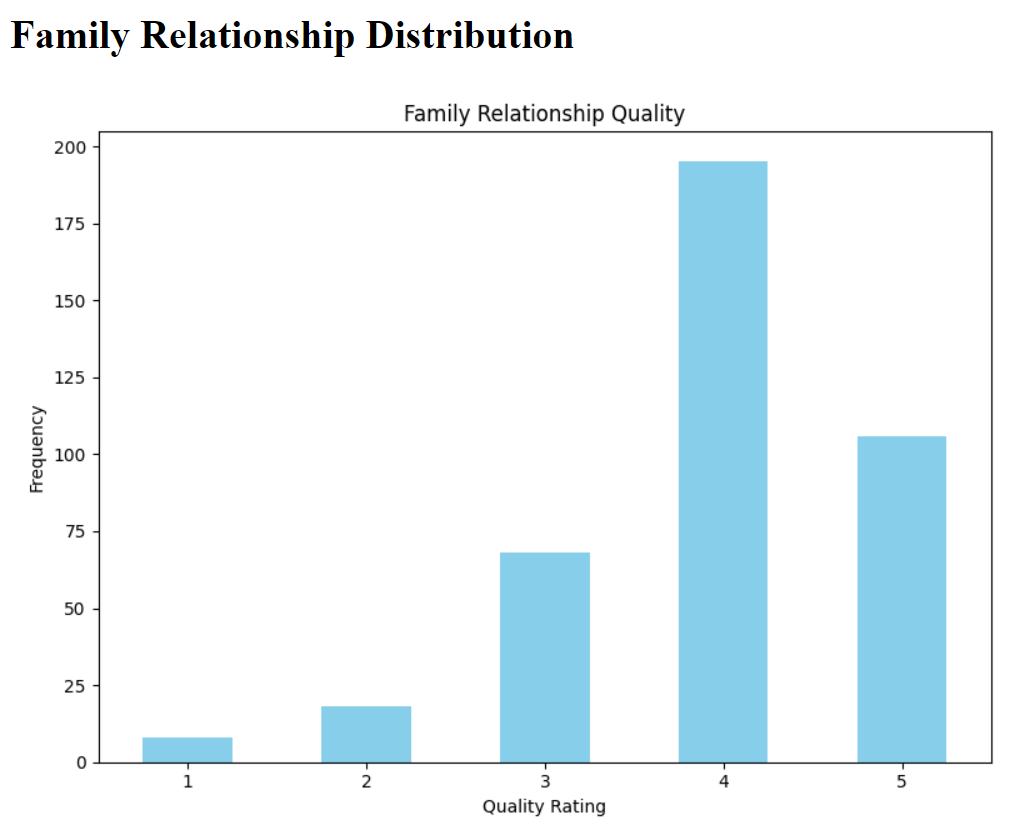 Family Relationship Distribution
Family Relationship Quality
200
175
150
125
100
75
50
25
0
Frequency
1 2 3 4 5
Quality Rating